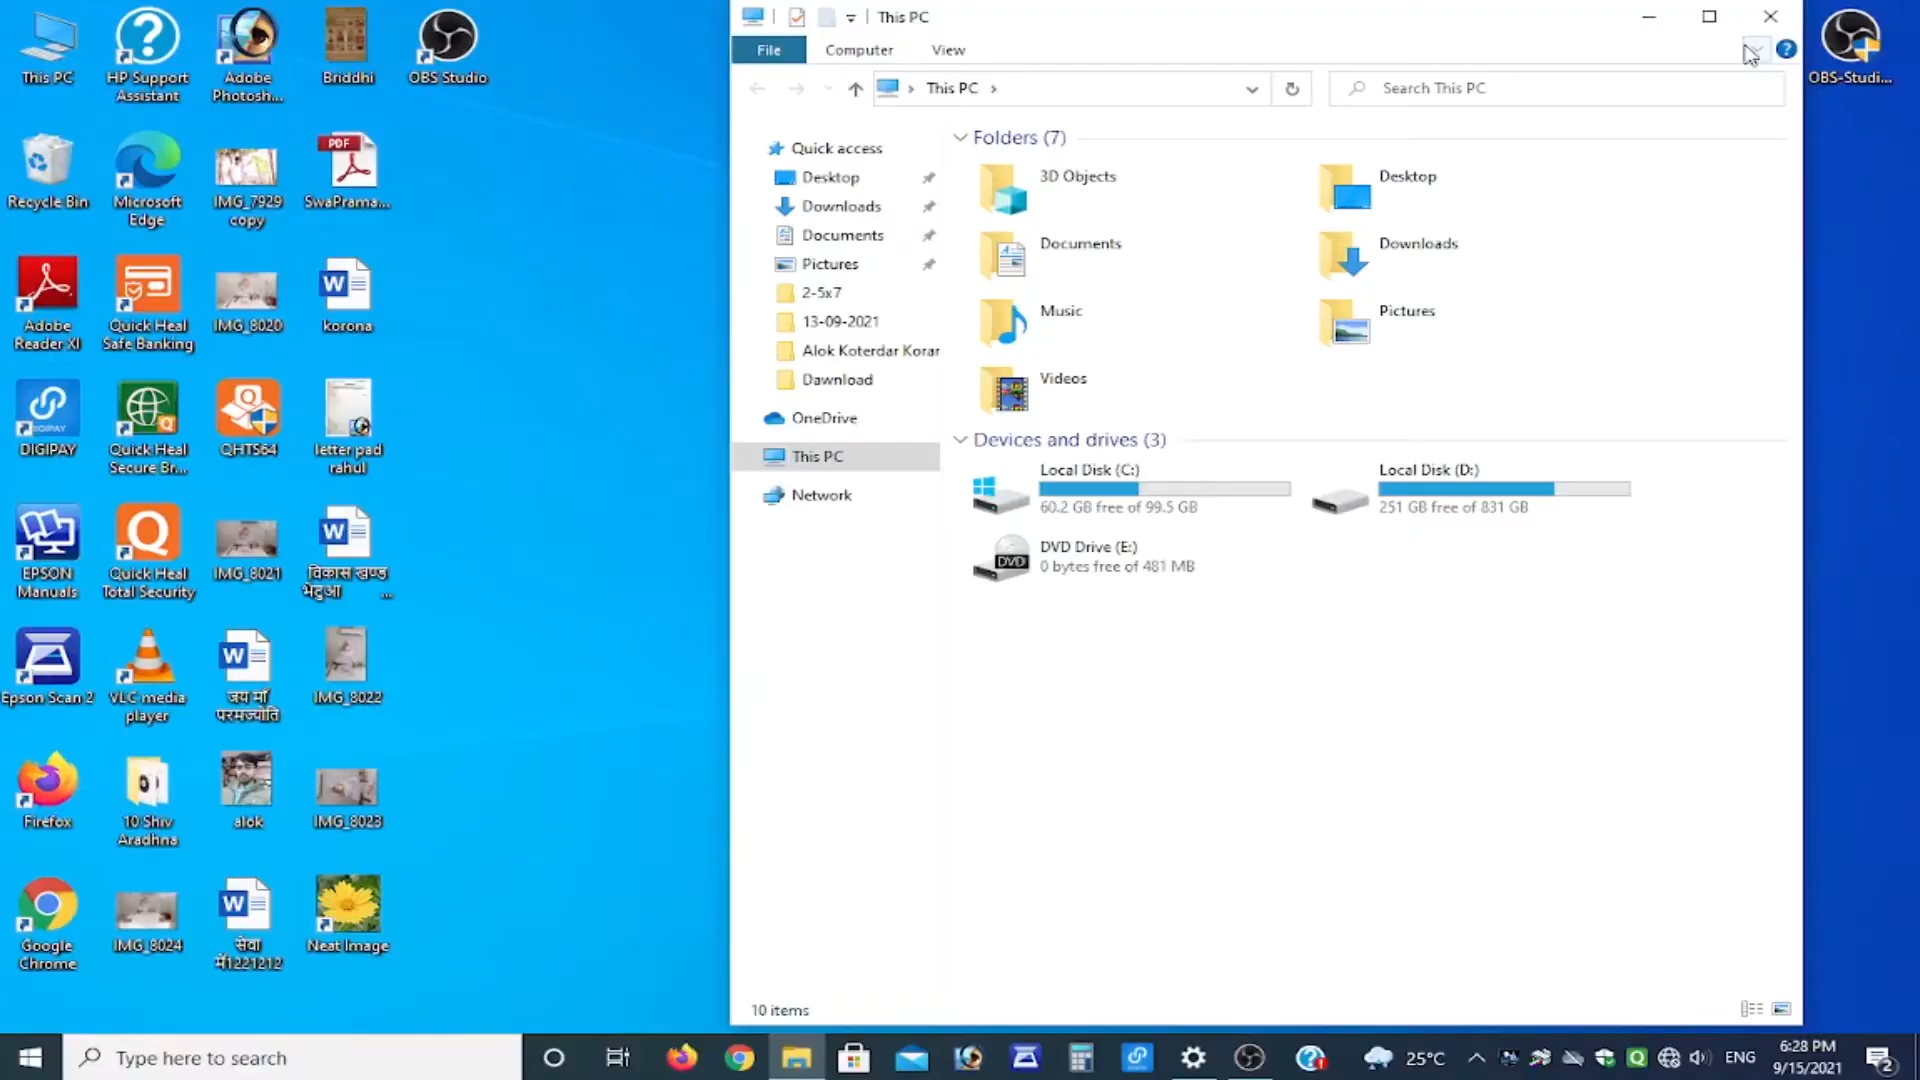 This PC
HP Support
Assistant
Adobe
Photosh...
Briddhi
OBS Studio
Recycle Bin
Microsoft
Edge
IMG_7929
copy
PDF
SwaPrama...
Adobe
Reader XI
Quick Heal
Safe Banking
IMG_8020
korona
DIGIPAY
DIGIPAY
Quick Heal
Secure Br...
QHTS64
letter pad
rahul
EPSON
Manuals
Quick Heal
Total Security
IMG_8021
विकास खण्ड
भेटुआ ...
Epson Scan 2
VLC media
player
जय माँ
परमज्योति
IMG_8022
Firefox
10 Shiv
Aradhna
alok
IMG_8023
Google
Chrome
IMG_8024
सेवा
में1221212
Neat Image
This PC
File Computer View
This PC
Search This PC
Quick access
Desktop
Downloads
Documents
Pictures
2-5x7
13-09-2021
Alok Koterdar Korar
Dawnload
OneDrive
This PC
Network
Folders (7)
3D Objects
Desktop
Documents
Downloads
Music
Pictures
Videos
Devices and drives (3)
Local Disk (C:)
60.2 GB free of 99.5 GB
Local Disk (D:)
251 GB free of 831 GB
DVD
DVD Drive (E:)
0 bytes free of 481 MB
10 items
OBS-Studi...
Type here to search
25°C
ENG
6:28 PM
9/15/2021
2